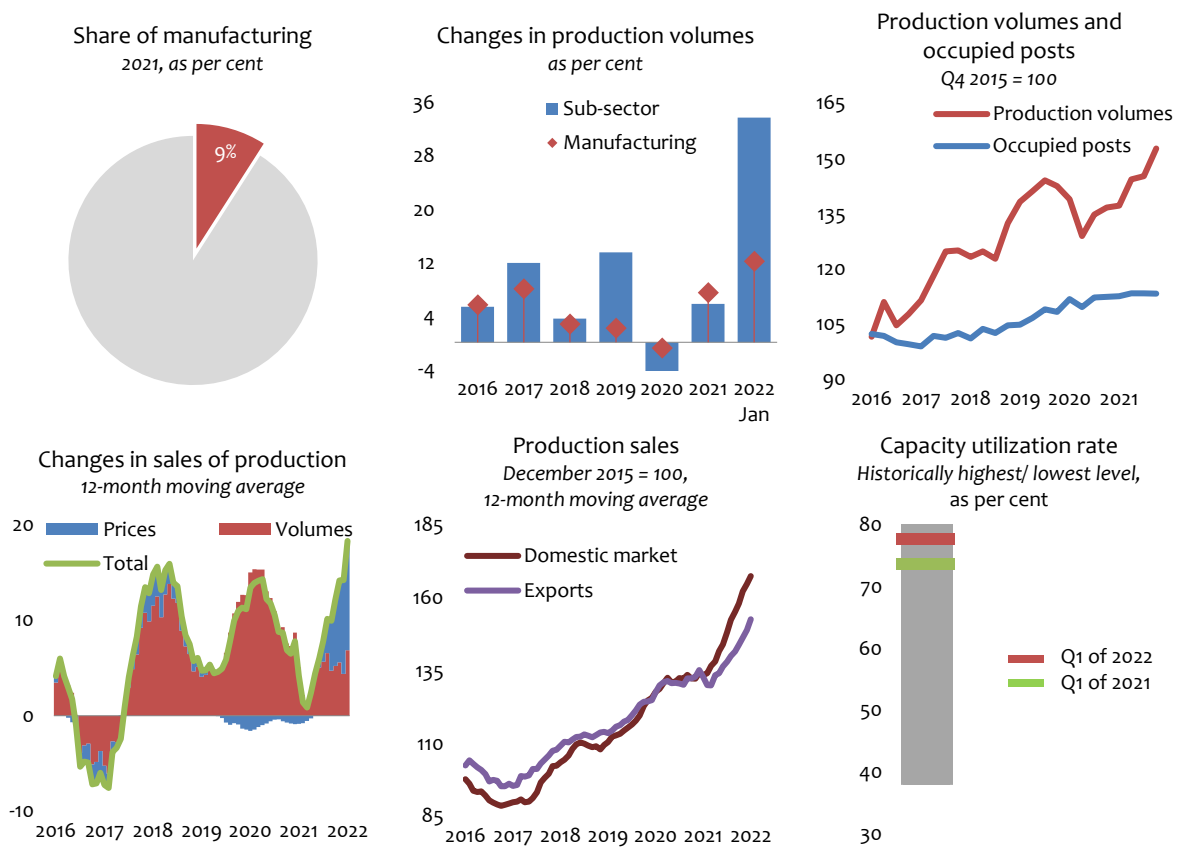 Share of manufacturing
2021, as per cent
9%
Changes in production volumes
as per cent
36
28
20
12
4
-4
Sub-sector
Manufacturing
2016 2017 2018 2019 2020 2021 2022
Jan
Production volumes and
occupied posts
Q4 2015 = 100
165
150
135
120
105
90
Production volumes
Occupied posts
2016 2017 2018 2019 2020 2021
Changes in sales of production
12-month moving average
20
10
0
-10
Prices
Volumes
Total
2016 2017 2018 2019 2020 2021 2022
Production sales
December 2015 = 100,
12-month moving average
185
160
135
110
85
Domestic market
Exports
2016 2017 2018 2019 2020 2021 2022
Capacity utilization rate
Historically highest/ lowest level,
as per cent
80
70
60
50
40
30
Q1 of 2022
Q1 of 2021